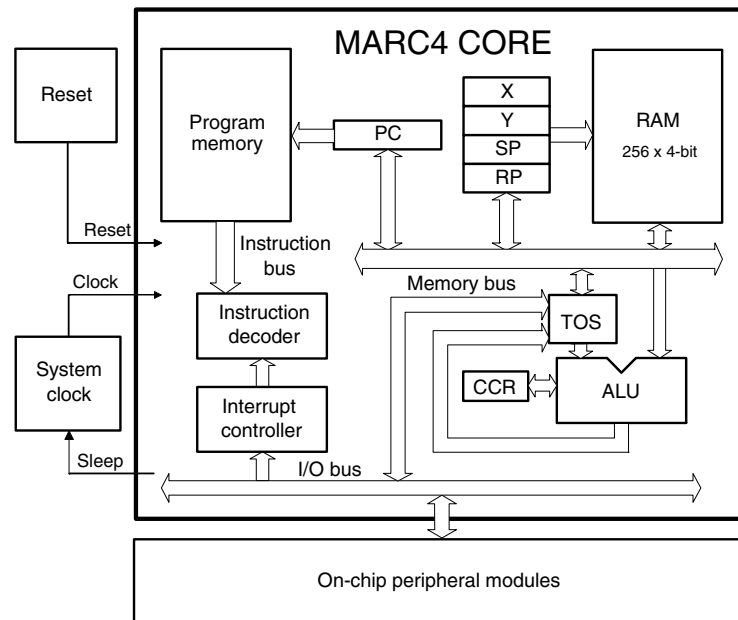 MARC4 CORE
Reset
Program
memory
PC
X
Y
SP
RP
RAM
256 x 4-bit
Reset
Instruction
bus
Clock
Memory bus
Instruction
decoder
TOS
System
clock
CCR
ALU
Interrupt
controller
Sleep
I/O bus
On-chip peripheral modules